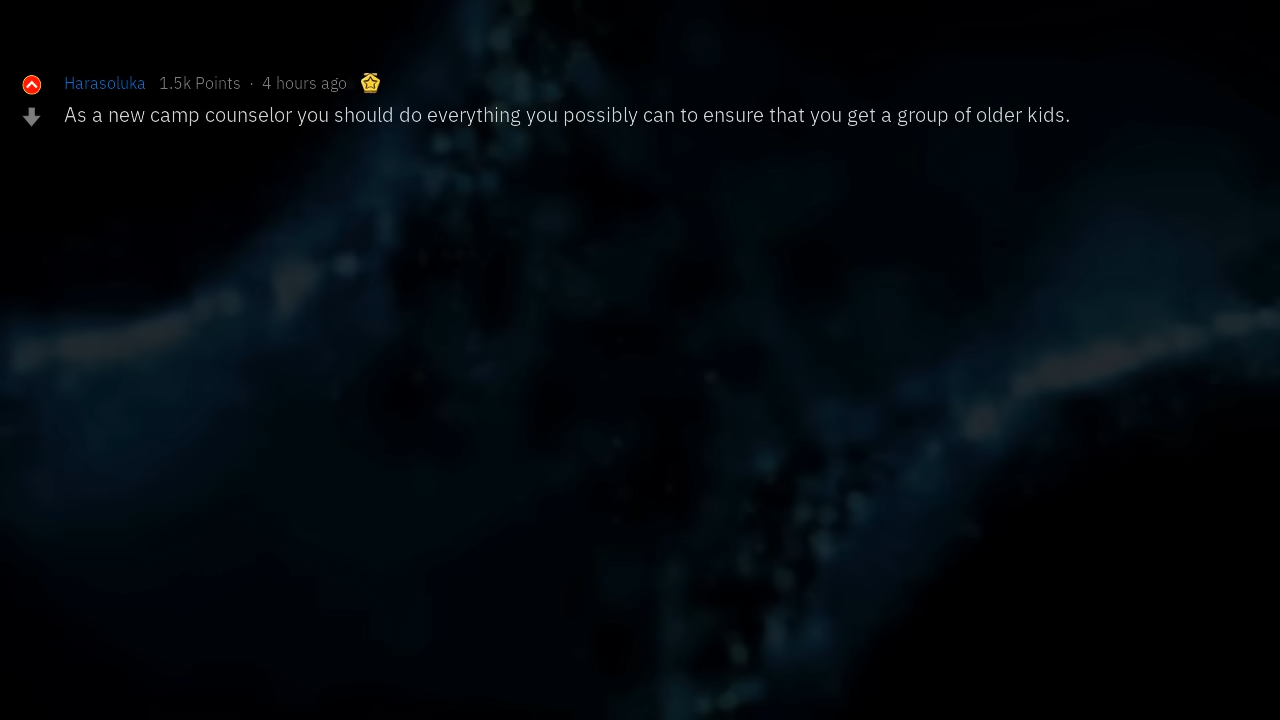 Harasoluka 1.5k Points · 4 hours ago
As a new camp counselor you should do everything you possibly can to ensure that you get a group of older kids.